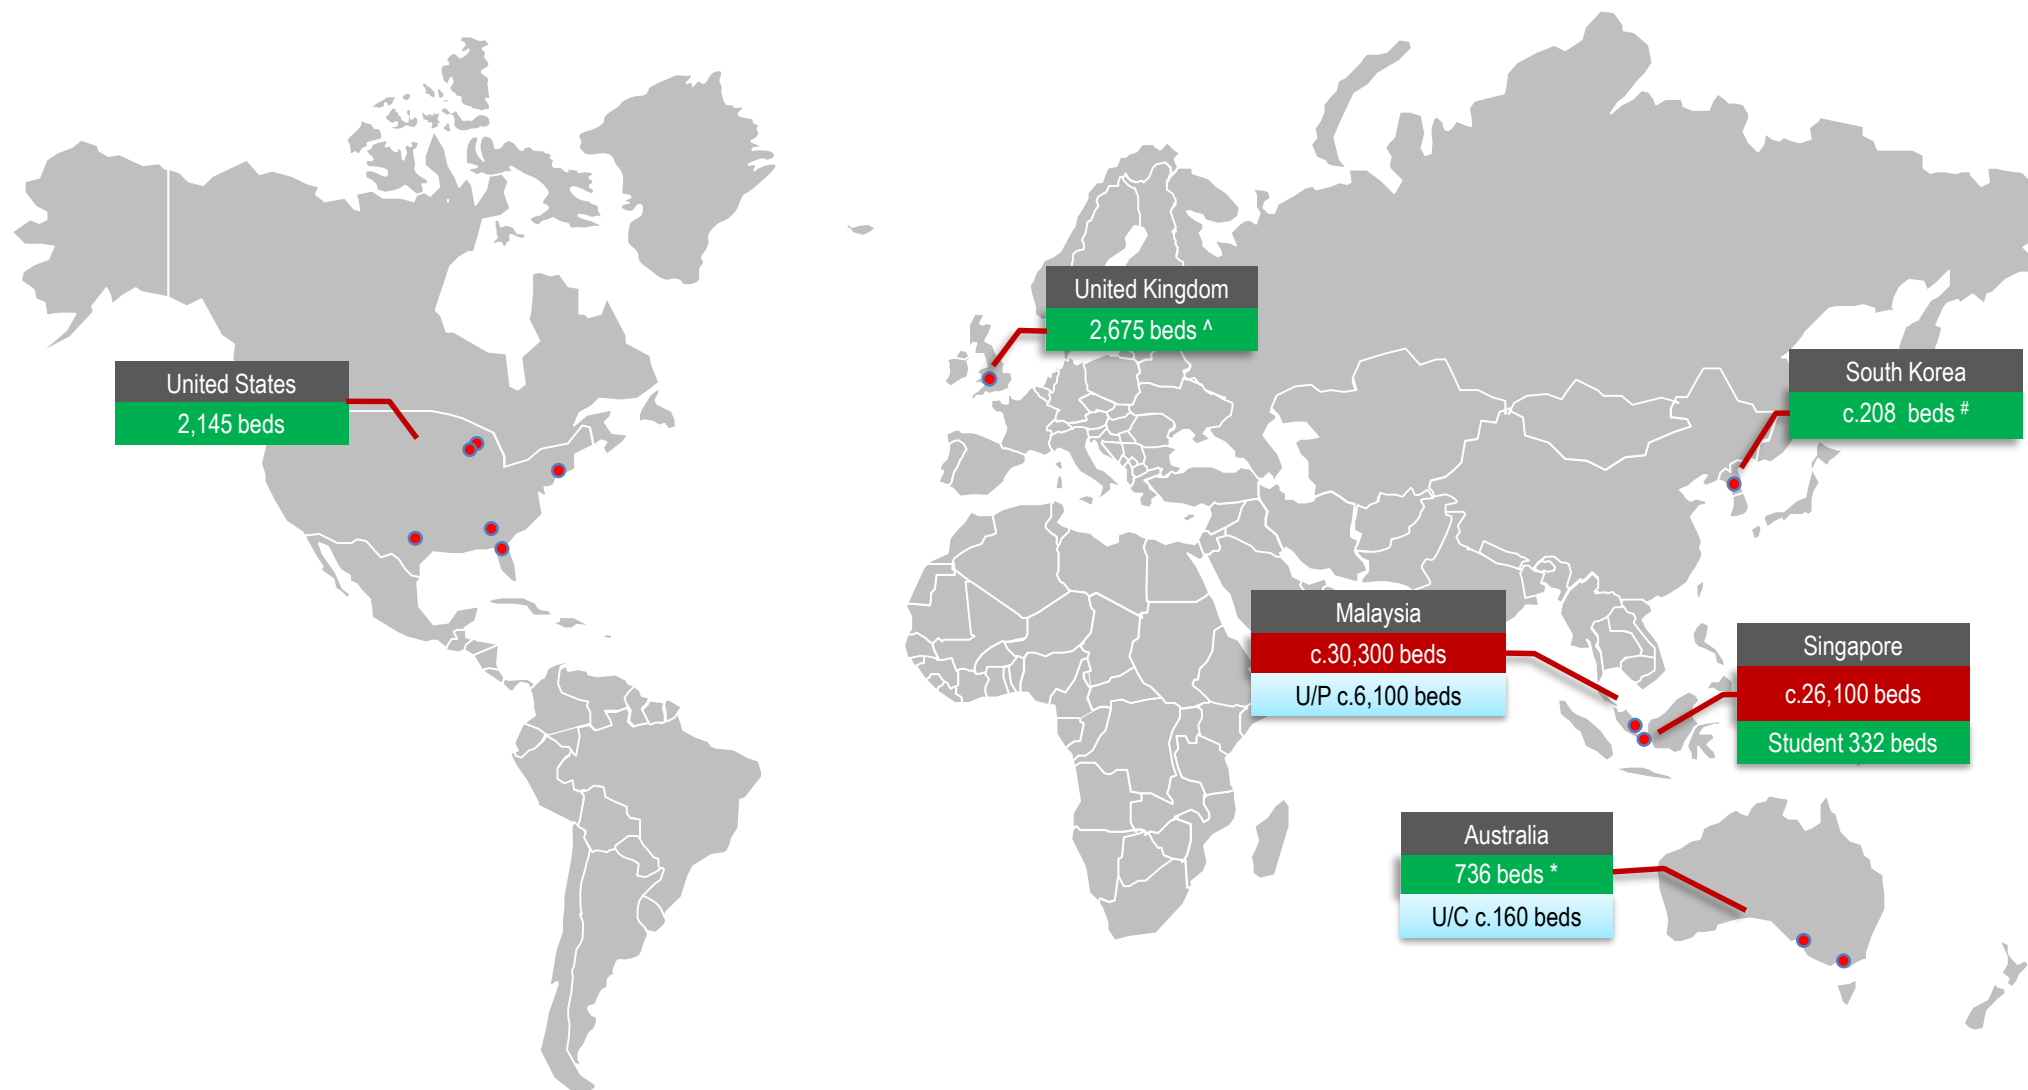 United Kingdom
2,675 beds ^
United States
2,145 beds
South Korea
c.208 beds #
Malaysia
c.30,300 beds
U/P c.6,100 beds
Singapore
c.26,100 beds
Student 332 beds
Australia
736 beds *
U/C c.160 beds